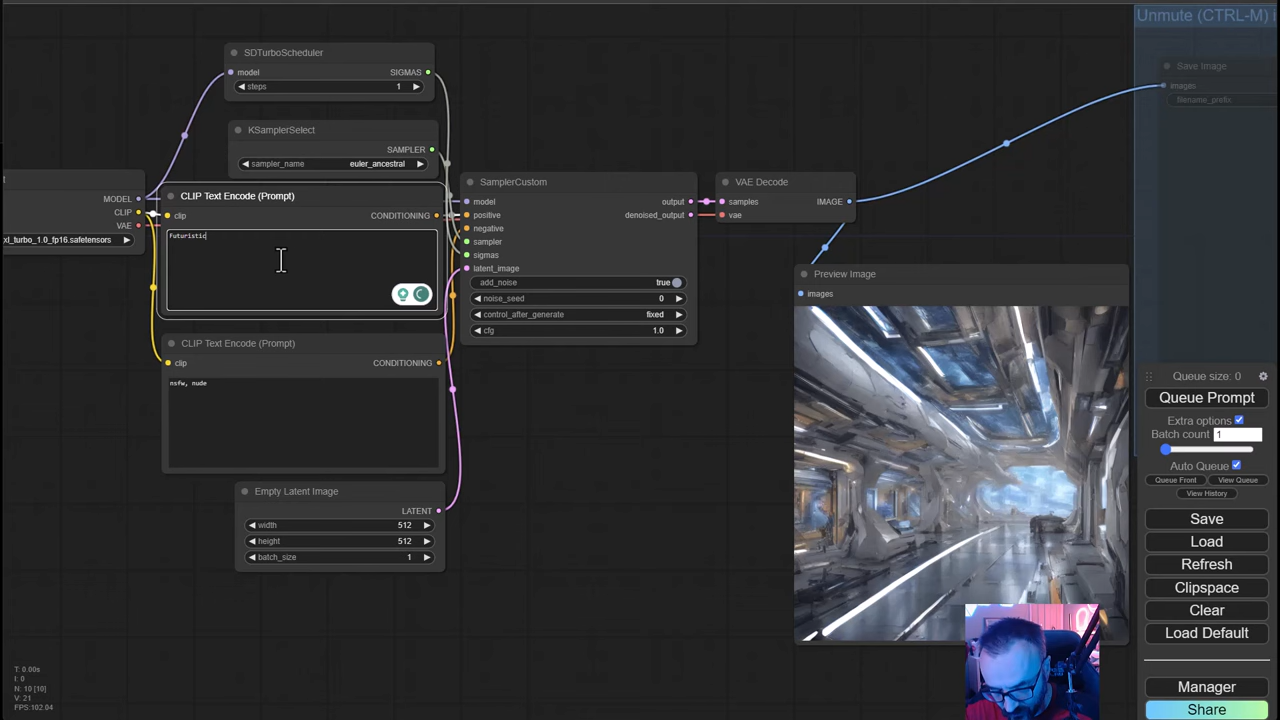 Unmute (CTRL-M)
SDTurboScheduler
model SIGMAS
steps 1
KSamplerSelect
SAMPLER
sampler_name euler_ancestral
MODEL
CLIP
VAE
xl_turbo_1.0_fp16.safetensors
CLIP Text Encode (Prompt)
clip CONDITIONING
Futuristic
CLIP Text Encode (Prompt)
clip CONDITIONING
nsfw, nude
Empty Latent Image
LATENT
width 512
height 512
batch_size 1
SamplerCustom
model output
positive denoised_output
negative
sampler
sigmas
latent_image
add_noise true
noise_seed 0
control_after_generate fixed
cfg 1.0
VAE Decode
samples IMAGE
vae
Preview Image
images
Save Image
images
filename_prefix
Queue size: 0
Queue Prompt
Extra options
Batch count 1
Auto Queue
Queue Front View Queue
View History
Save
Load
Refresh
Clipspace
Clear
Load Default
Manager
Share
T: 0.00s
I: 0
N: 10 [10]
V: 21
FPS:102.04